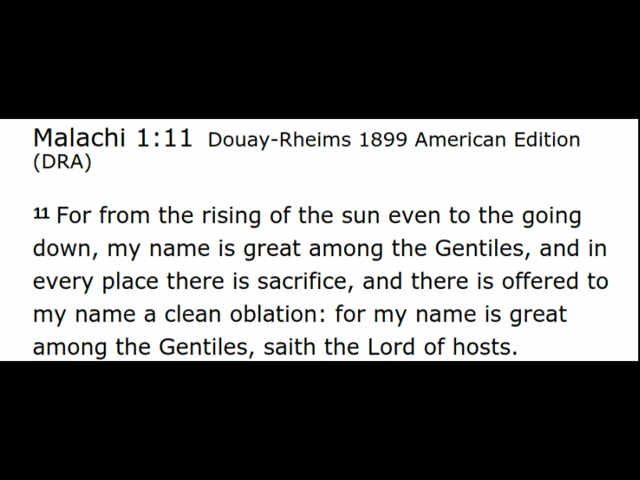 Malachi 1:11 Douay-Rheims 1899 American Edition
(DRA)
11 For from the rising of the sun even to the going
down, my name is great among the Gentiles, and in
every place there is sacrifice, and there is offered to
my name a clean oblation: for my name is great
among the Gentiles, saith the Lord of hosts.